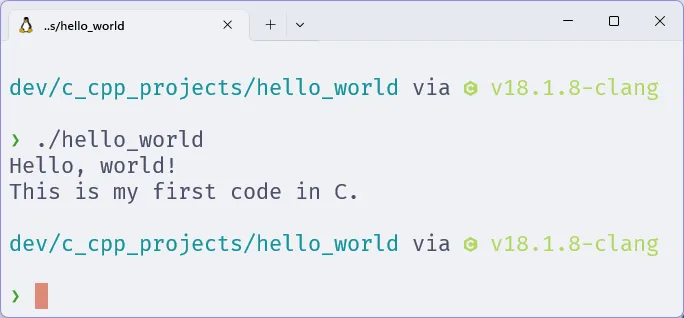 ..s/hello_world
dev/c_cpp_projects/hello_world via C v18.1.8-clang
❯ ./hello_world
Hello, world!
This is my first code in C.
dev/c_cpp_projects/hello_world via C v18.1.8-clang
❯